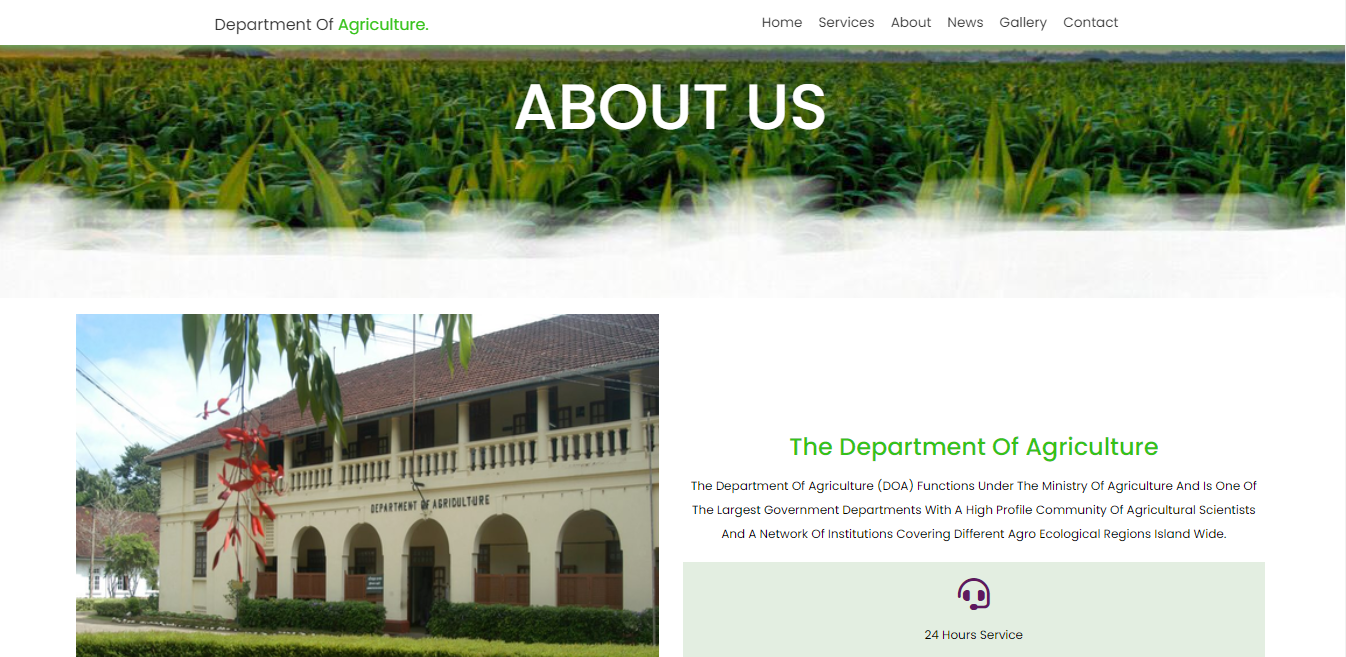 Department Of Agriculture.
Home Services About News Gallery Contact
ABOUT US
DEPARTMENT OF AGRICULTURE
The Department Of Agriculture
The Department Of Agriculture (DOA) Functions Under The Ministry Of Agriculture And Is One Of
The Largest Government Departments With A High Profile Community Of Agricultural Scientists
And A Network Of Institutions Covering Different Agro Ecological Regions Island Wide.
24 Hours Service